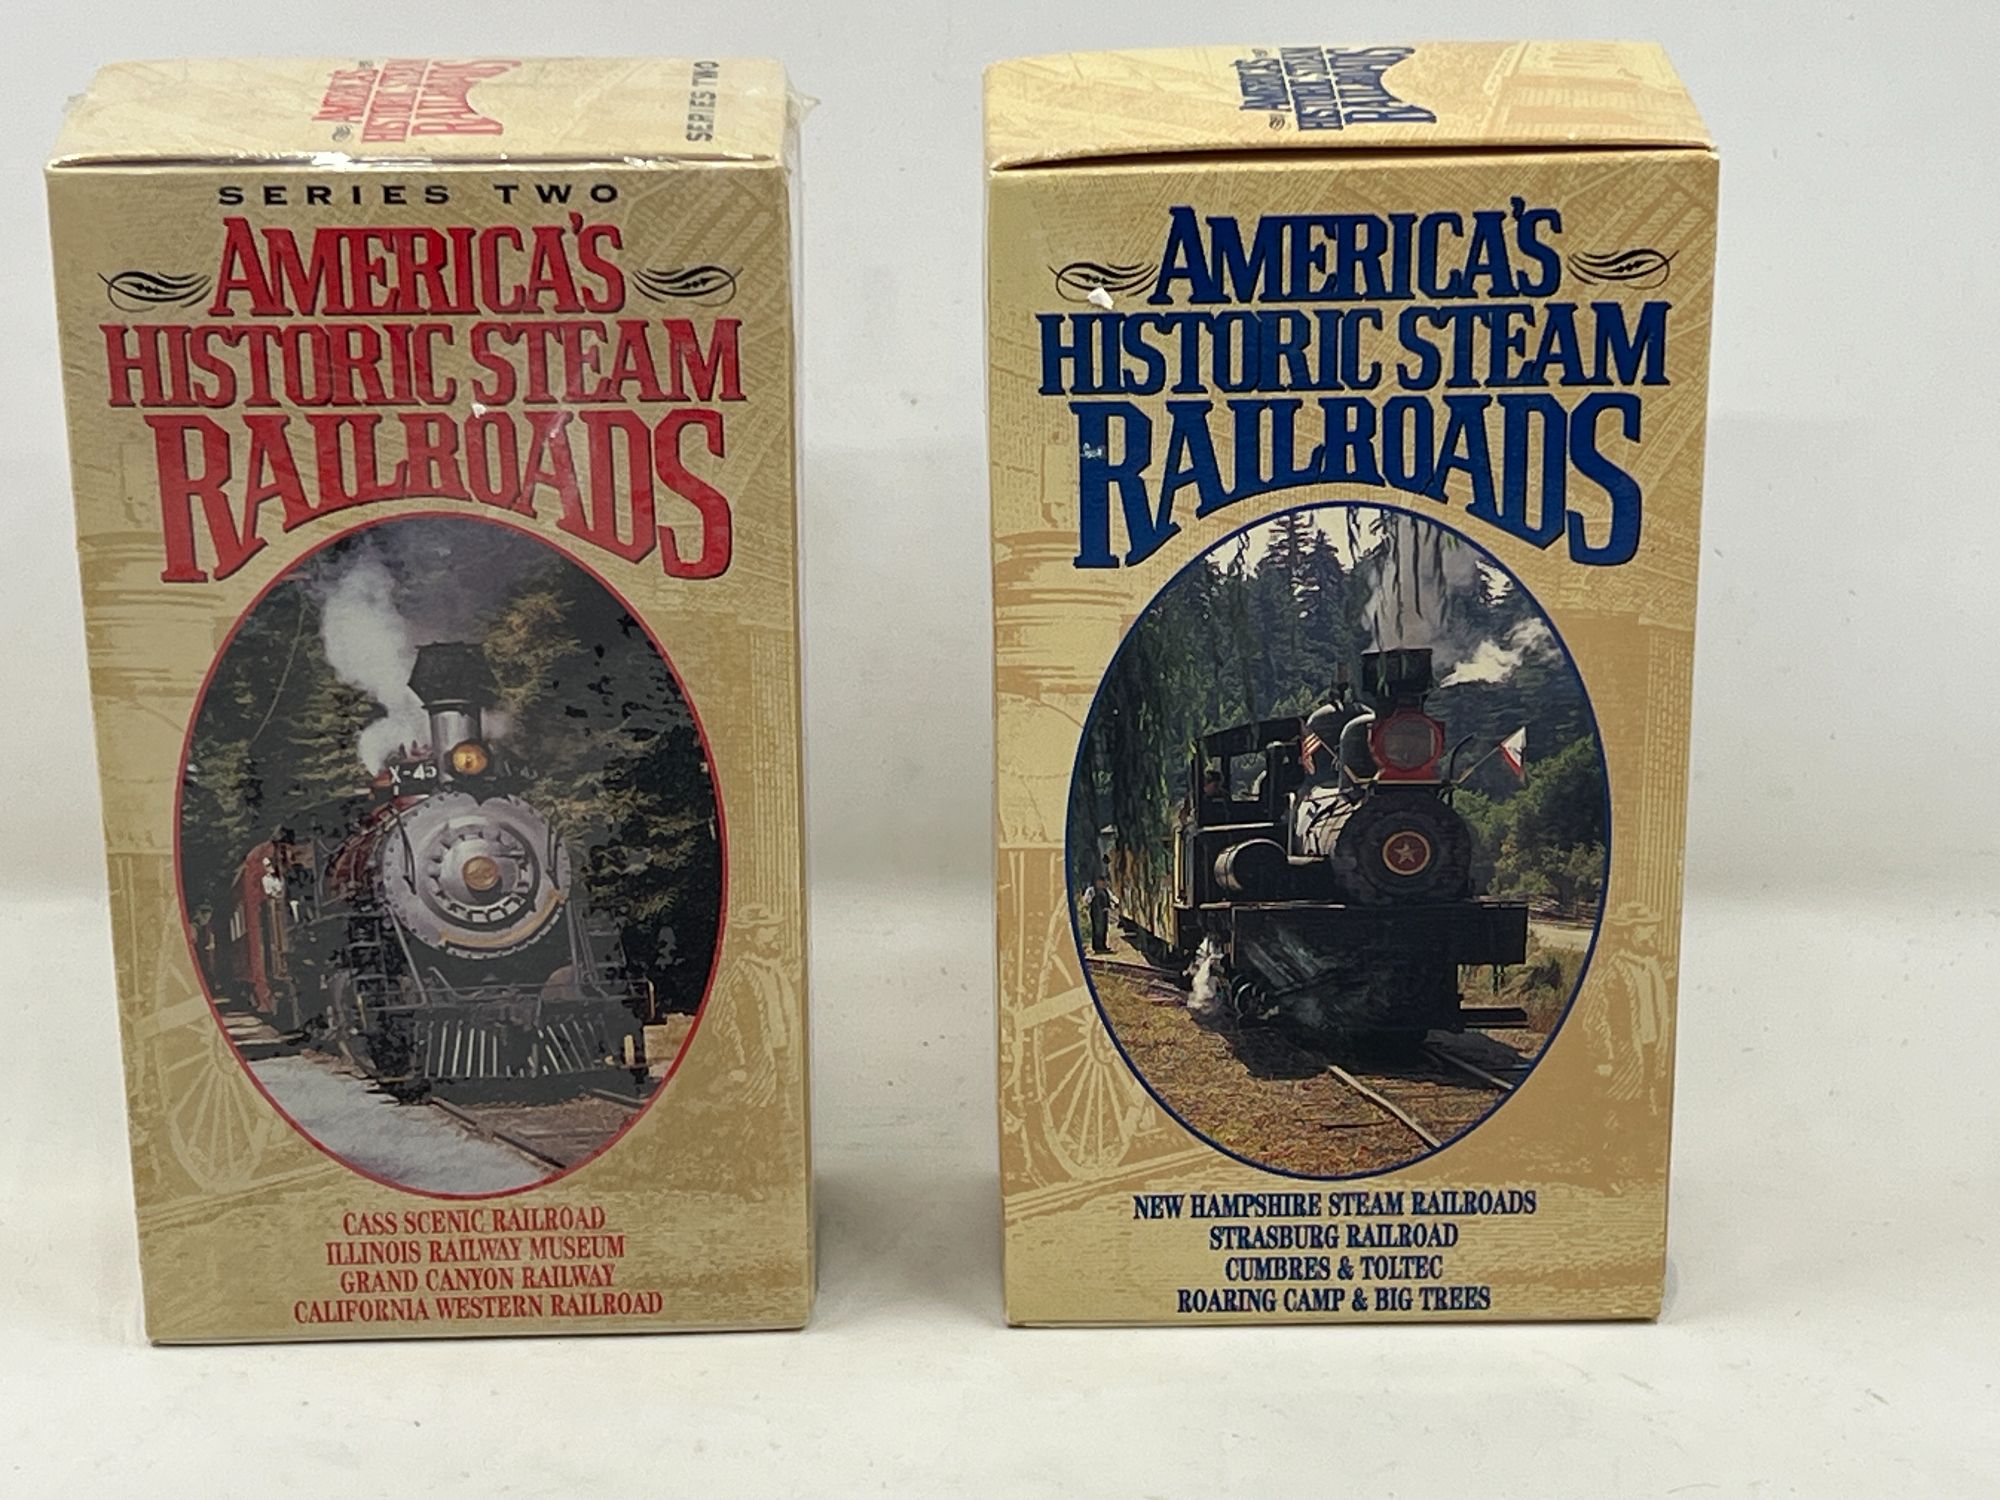 AMERICA'S
HISTORIC STEAM
RAILROADS
SERIES TWO
SERIES TWO
AMERICA'S
HISTORIC STEAM
RAILROADS
X-45
CASS SCENIC RAILROAD
ILLINOIS RAILWAY MUSEUM
GRAND CANYON RAILWAY
CALIFORNIA WESTERN RAILROAD
AMERICA'S
HISTORIC STEAM
RAILROADS
AMERICA'S
HISTORIC STEAM
RAILROADS
NEW HAMPSHIRE STEAM RAILROADS
STRASBURG RAILROAD
CUMBRES & TOLTEC
ROARING CAMP & BIG TREES